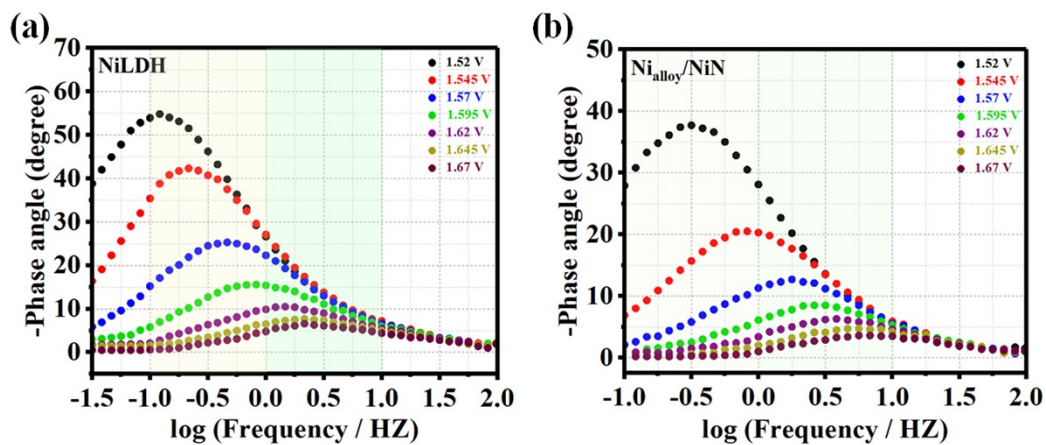 (a)
70
60
50
40
30
20
10
0
-Phase angle (degree)
NiLDH
1.52 V
1.545 V
1.57 V
1.595 V
1.62 V
1.645 V
1.67 V
-1.5 -1.0 -0.5 0.0 0.5 1.0 1.5 2.0
log (Frequency / HZ)
(b)
50
40
30
20
10
0
-Phase angle (degree)
Ni_alloy/NiN
1.52 V
1.545 V
1.57 V
1.595 V
1.62 V
1.645 V
1.67 V
-1.0 -0.5 0.0 0.5 1.0 1.5 2.0
log (Frequency / HZ)